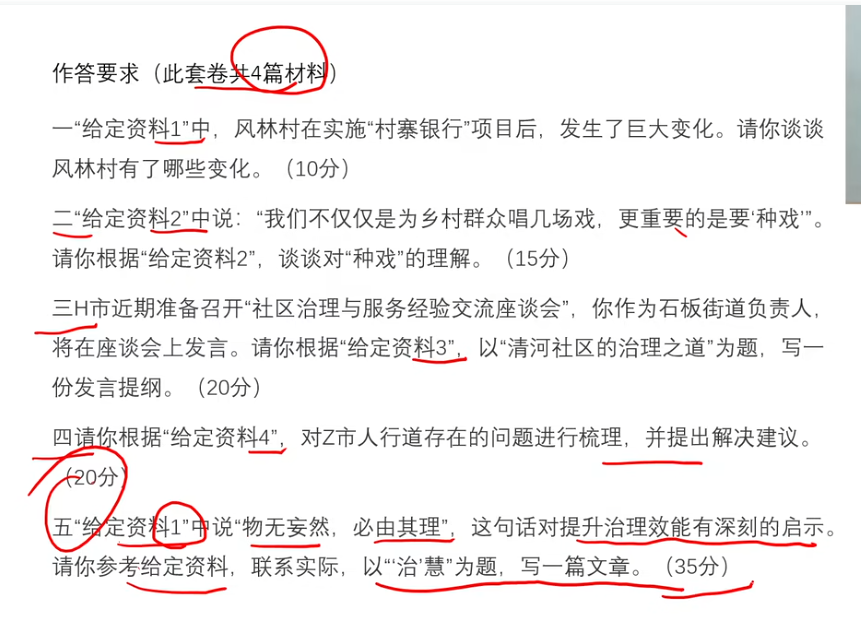 作答要求（此套卷共4篇材料）
一“给定资料1”中，风林村在实施“村寨银行”项目后，发生了巨大变化。请你谈谈
风林村有了哪些变化。（10分）
二“给定资料2”中说：“我们不仅仅是为乡村群众唱几场戏，更重要的是要‘种戏’”。
请你根据“给定资料2”，谈谈对“种戏”的理解。（15分）
三H市近期准备召开“社区治理与服务经验交流座谈会”，你作为石板街道负责人，
将在座谈会上发言。请你根据“给定资料3”，以“清河社区的治理之道”为题，写一
份发言提纲。（20分）
四请你根据“给定资料4”，对Z市人行道存在的问题进行梳理，并提出解决建议。
（20分）
五“给定资料1”中说“物无妄然，必由其理”，这句话对提升治理效能有深刻的启示。
请你参考给定资料，联系实际，以“‘治’慧”为题，写一篇文章。（35分）